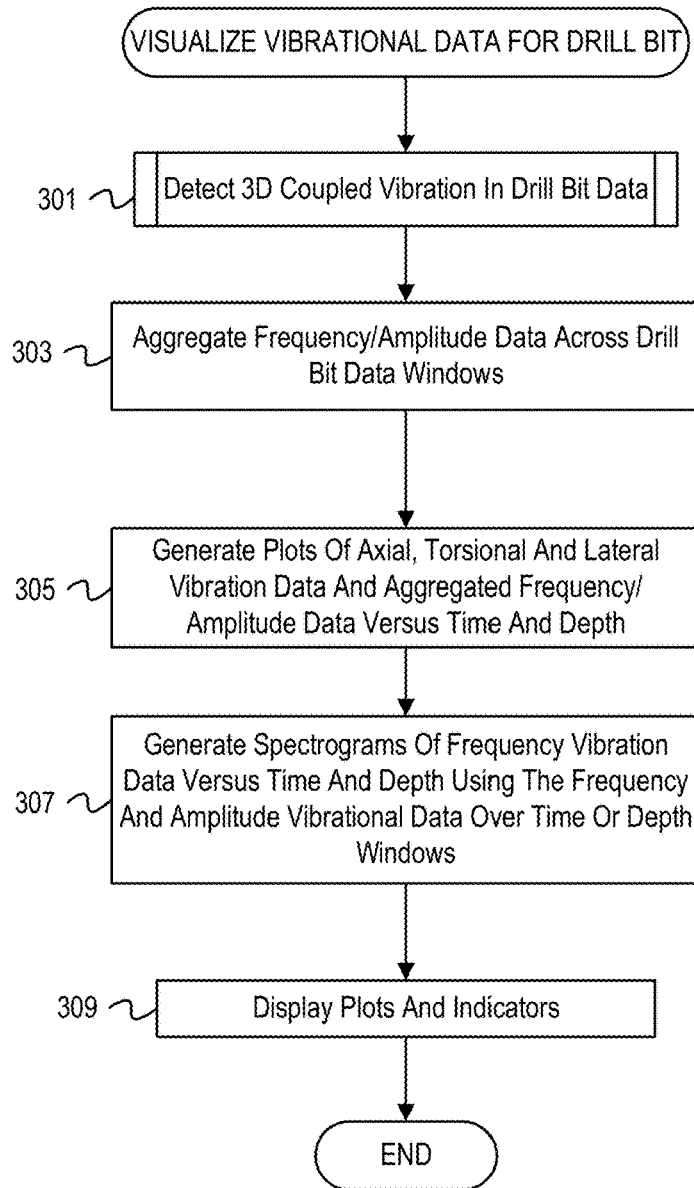 VISUALIZE VIBRATIONAL DATA FOR DRILL BIT
301
Detect 3D Coupled Vibration In Drill Bit Data
303
Aggregate Frequency/Amplitude Data Across Drill
Bit Data Windows
305
Generate Plots Of Axial, Torsional And Lateral
Vibration Data And Aggregated Frequency/
Amplitude Data Versus Time And Depth
307
Generate Spectrograms Of Frequency Vibration
Data Versus Time And Depth Using The Frequency
And Amplitude Vibrational Data Over Time Or Depth
Windows
309
Display Plots And Indicators
END